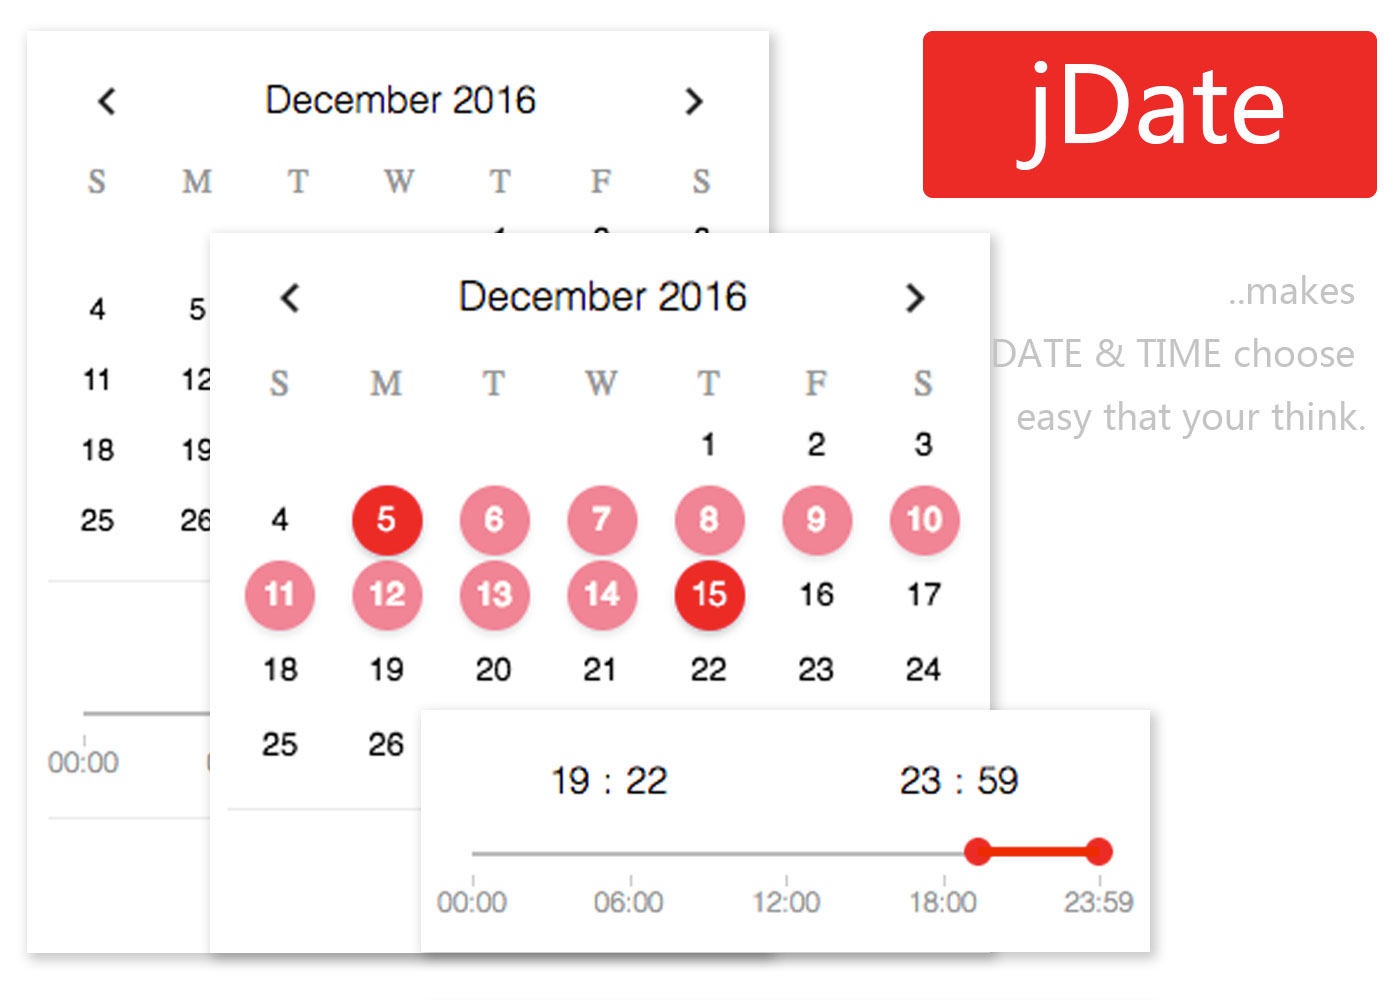 December 2016
S M T W T F S
4 5
11 12
18 19
25 26
00:00
December 2016
S M T W T F S
1 2 3
4 5 6 7 8 9 10
11 12 13 14 15 16 17
18 19 20 21 22 23 24
25 26
19 : 22 23 : 59
00:00 06:00 12:00 18:00 23:59
jDate
..makes
DATE & TIME choose
easy that your think.